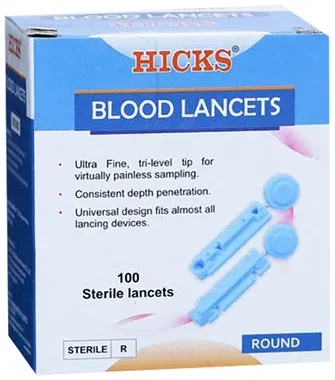 HICKS®
BLOOD LANCETS
• Ultra Fine, tri-level tip for
virtually painless sampling.
• Consistent depth penetration.
• Universal design fits almost all
lancing devices.
100
Sterile lancets
STERILE R
ROUND